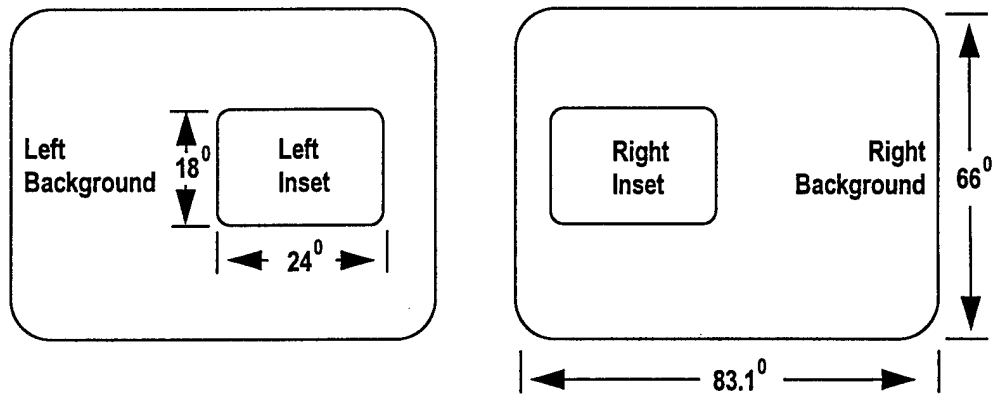 Left
Background
18⁰
Left
Inset
24⁰
Right
Inset
Right
Background
66⁰
83.1⁰